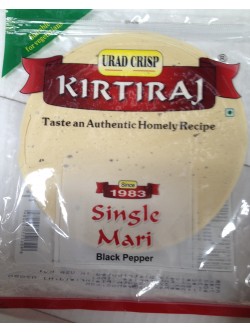 URAD CRISP
KIRTIRAJ
Taste an Authentic Homely Recipe
Since
1983
Single
Mari
Black Pepper